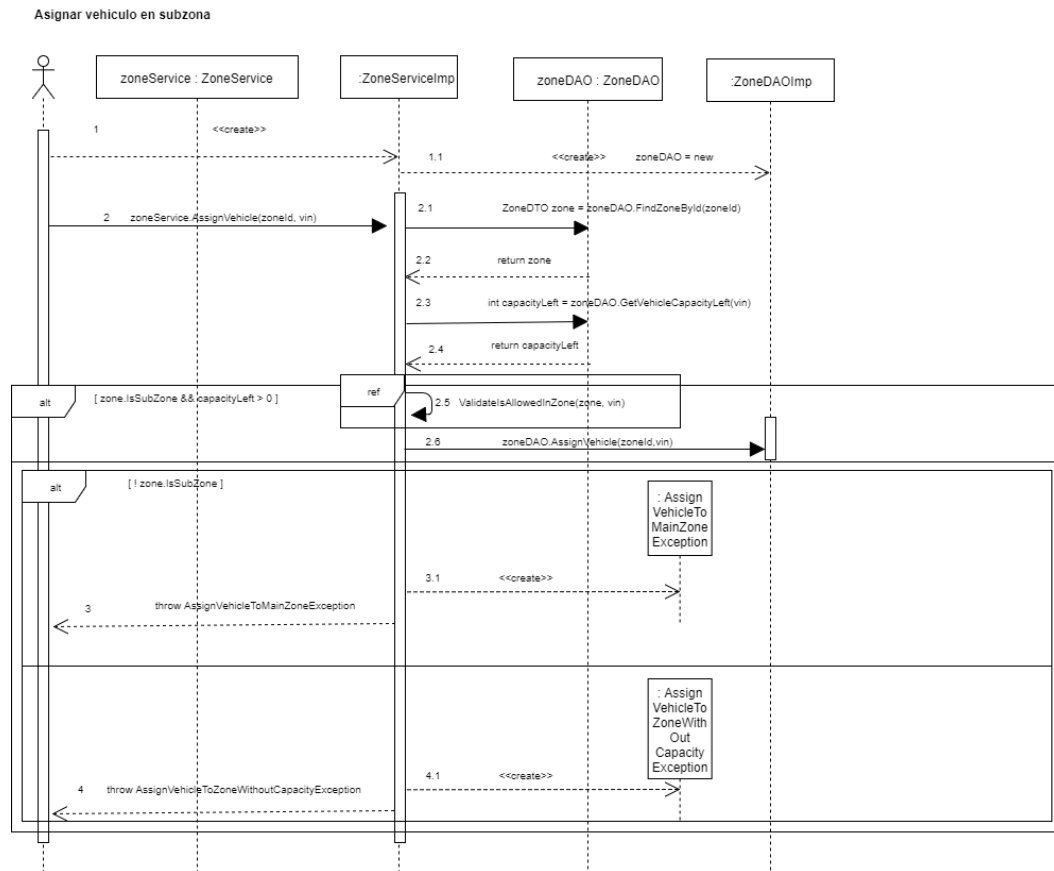 Asignar vehiculo en subzona
zoneService : ZoneService
:ZoneServiceImp
zoneDAO : ZoneDAO
:ZoneDAOImp
1 <<create>>
1.1 <<create>> zoneDAO = new
2 zoneService.AssignVehicle(zoneId, vin)
2.1 ZoneDTO zone = zoneDAO.FindZoneById(zoneId)
2.2 return zone
2.3 int capacityLeft = zoneDAO.GetVehicleCapacityLeft(vin)
2.4 return capacityLeft
ref
alt [ zone.IsSubZone && capacityLeft > 0 ]
2.5 ValidateIsAllowedInZone(zone, vin)
2.6 zoneDAO.AssignVehicle(zoneId,vin)
alt [ ! zone.IsSubZone ]
: Assign
VehicleTo
MainZone
Exception
3.1 <<create>>
3 throw AssignVehicleToMainZoneException
: Assign
VehicleTo
ZoneWith
Out
Capacity
Exception
4.1 <<create>>
4 throw AssignVehicleToZoneWithoutCapacityException